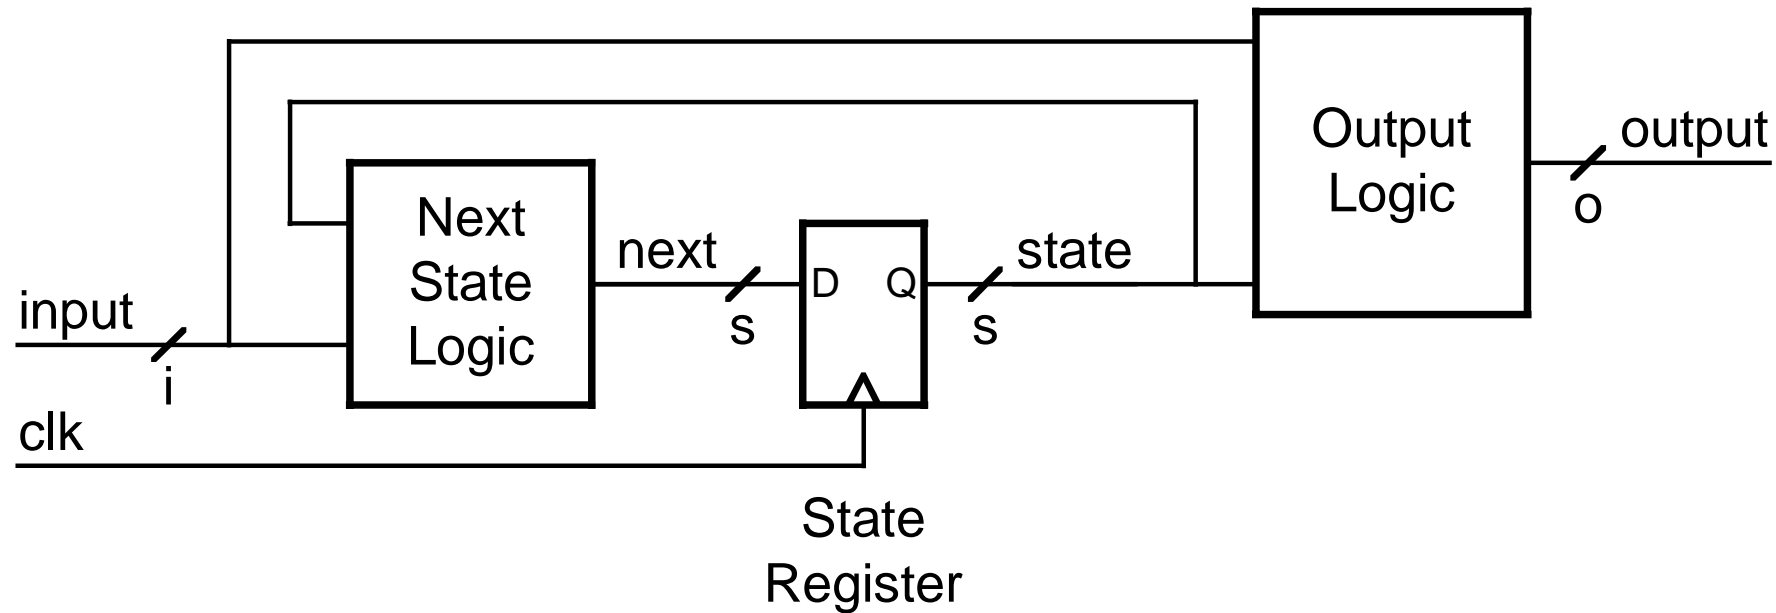 Output
Logic
output
o
Next
State
Logic
next
s
D
Q
state
s
input
i
clk
State
Register